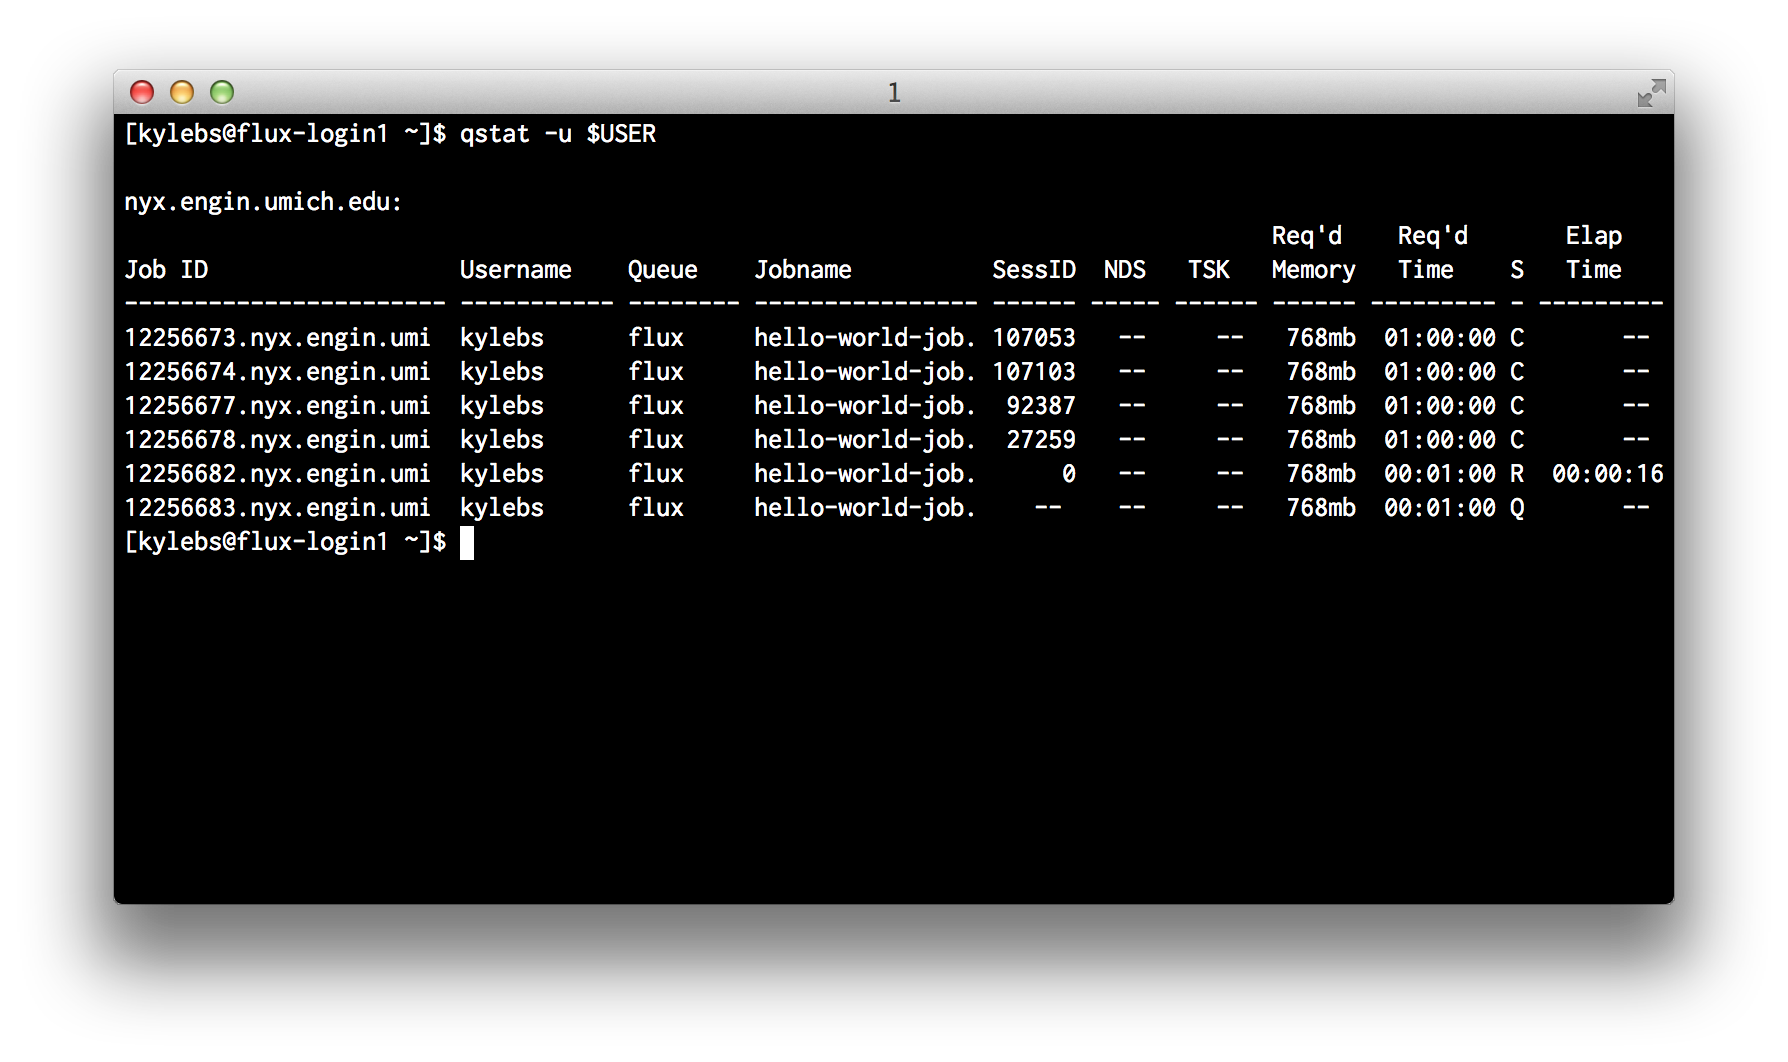 1
[kylebs@flux-login1 ~]$ qstat -u $USER
nyx.engin.umich.edu:
                                                                                  Req'd    Req'd       Elap
Job ID                  Username    Queue    Jobname          SessID  NDS   TSK   Memory   Time    S   Time
----------------------- ----------- -------- ---------------- ------ ----- ------ ------ --------- - ---------
12256673.nyx.engin.umi  kylebs      flux     hello-world-job. 107053   --     --   768mb  01:00:00 C       --
12256674.nyx.engin.umi  kylebs      flux     hello-world-job. 107103   --     --   768mb  01:00:00 C       --
12256677.nyx.engin.umi  kylebs      flux     hello-world-job.  92387   --     --   768mb  01:00:00 C       --
12256678.nyx.engin.umi  kylebs      flux     hello-world-job.  27259   --     --   768mb  01:00:00 C       --
12256682.nyx.engin.umi  kylebs      flux     hello-world-job.      0   --     --   768mb  00:01:00 R  00:00:16
12256683.nyx.engin.umi  kylebs      flux     hello-world-job.    --    --     --   768mb  00:01:00 Q       --
[kylebs@flux-login1 ~]$